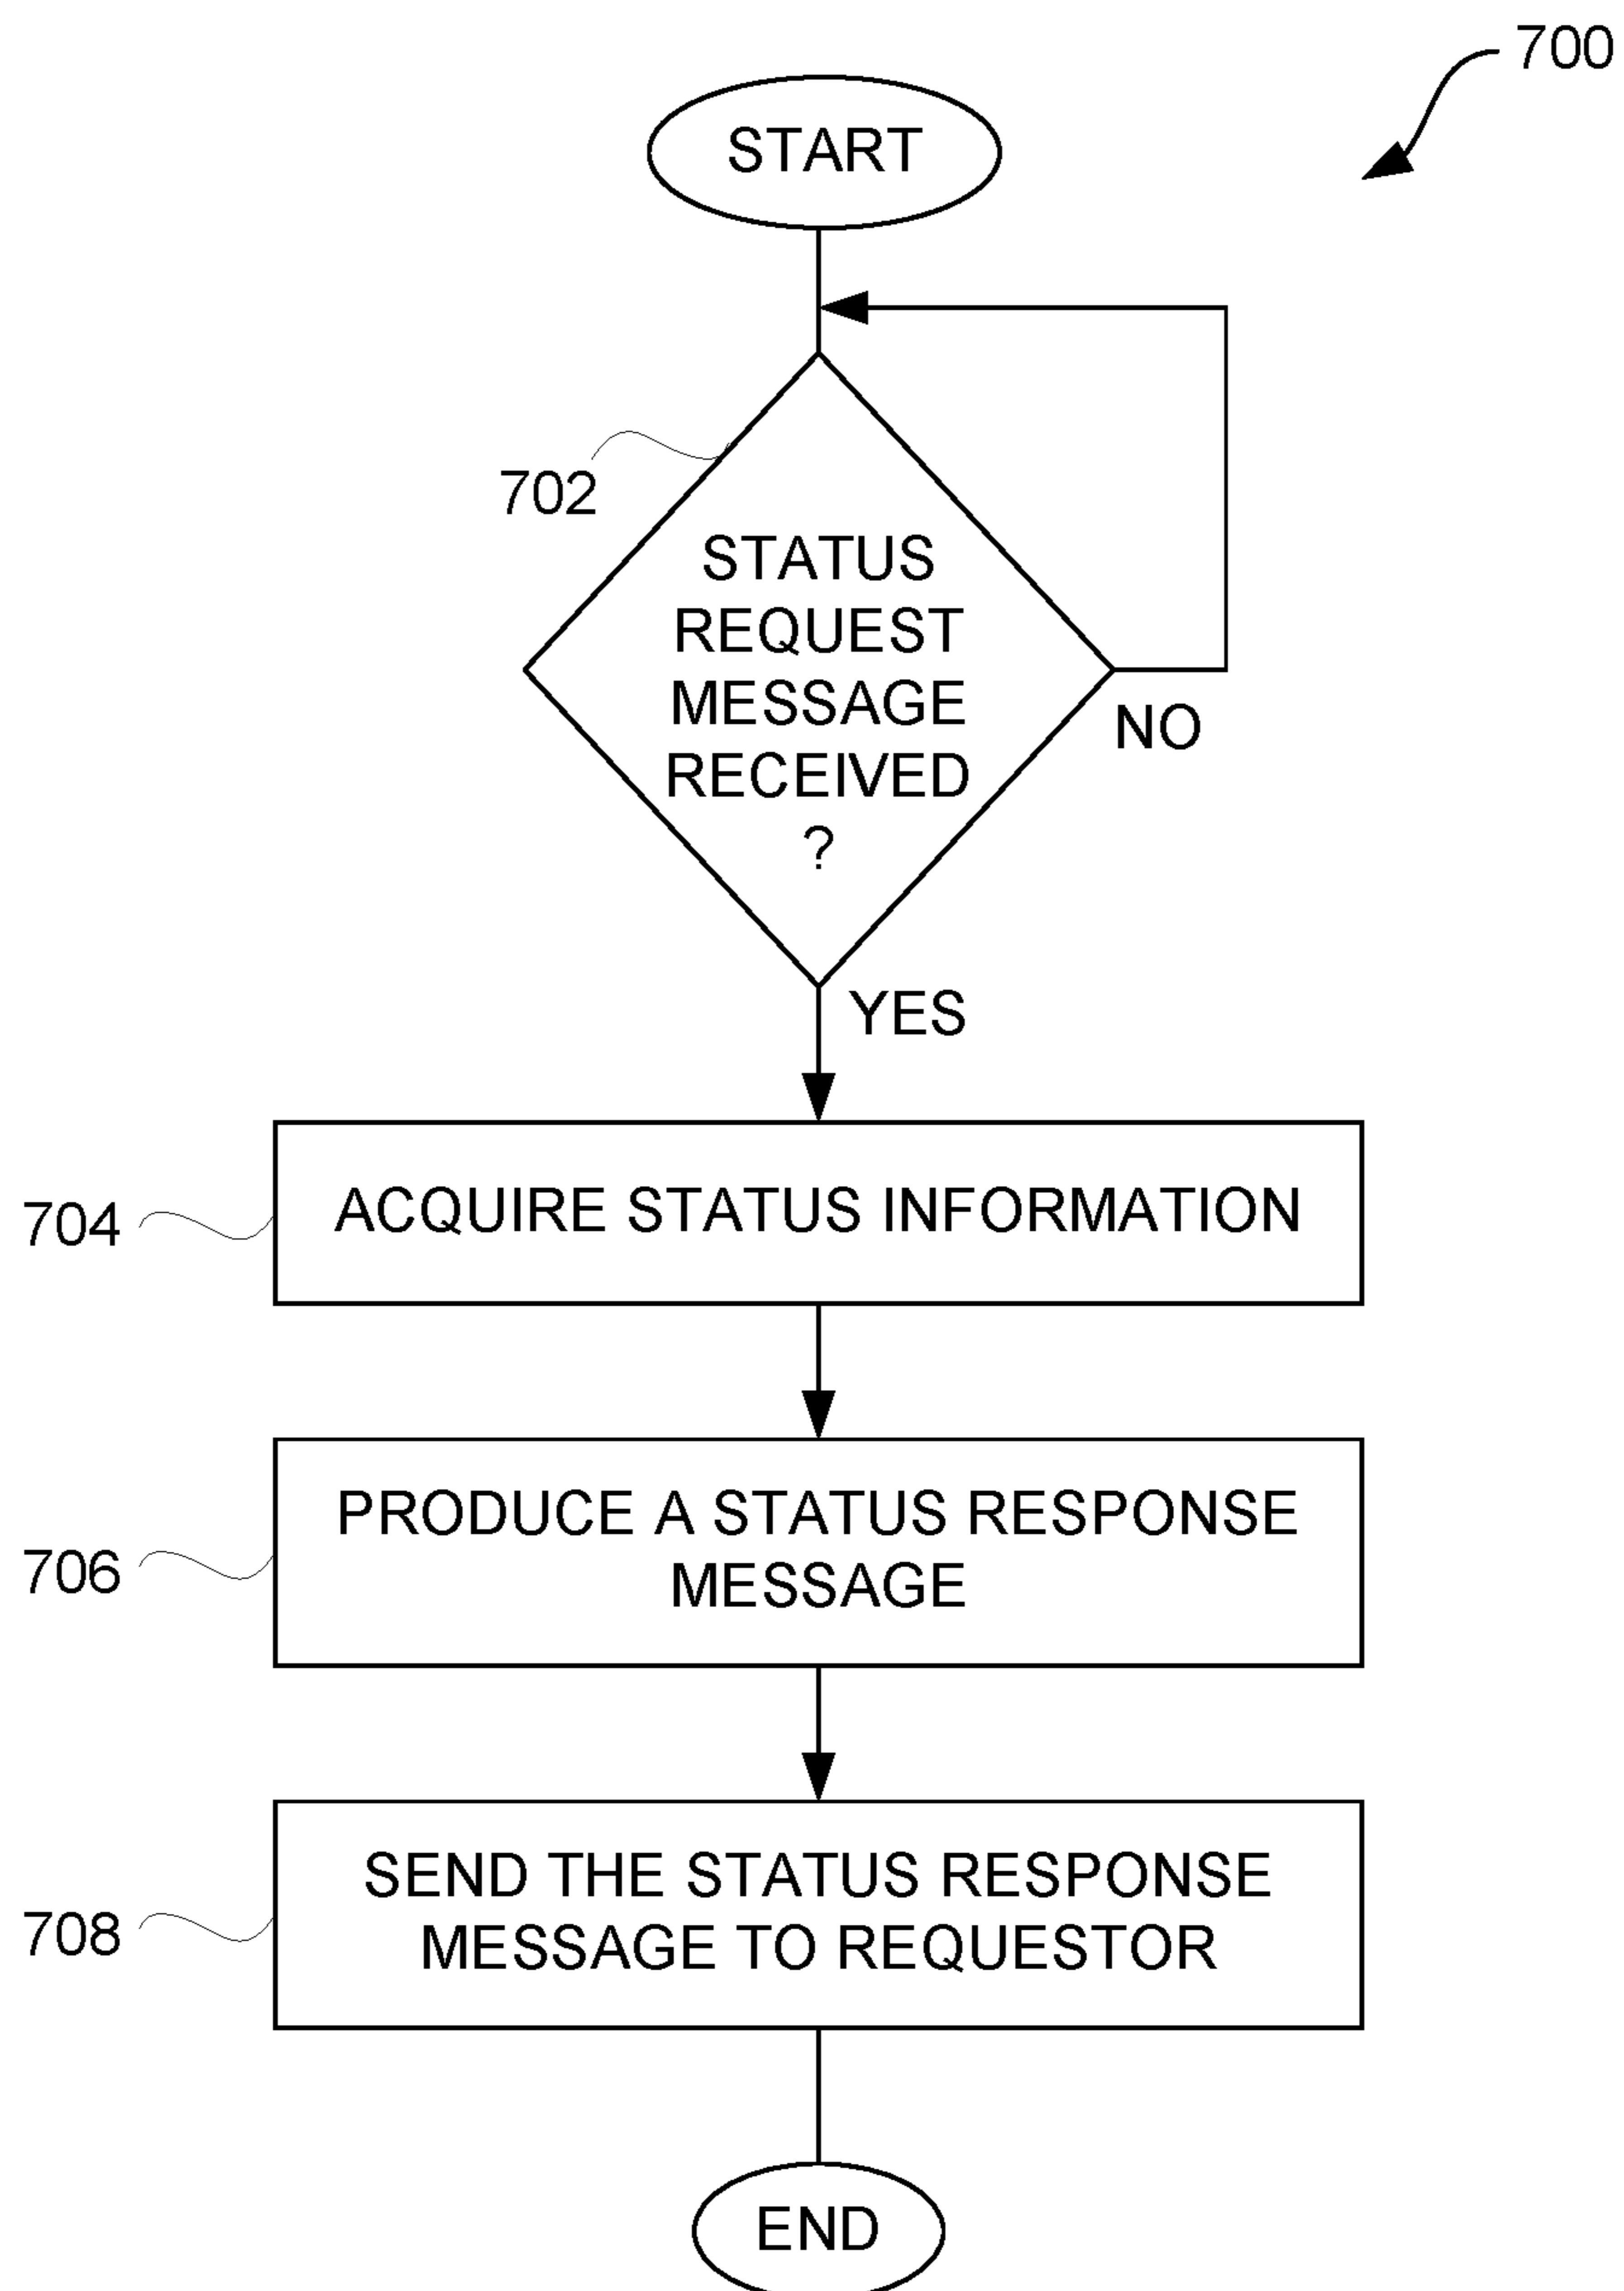 700
START
702
STATUS
REQUEST
MESSAGE
RECEIVED
?
NO
YES
704
ACQUIRE STATUS INFORMATION
706
PRODUCE A STATUS RESPONSE
MESSAGE
708
SEND THE STATUS RESPONSE
MESSAGE TO REQUESTOR
END